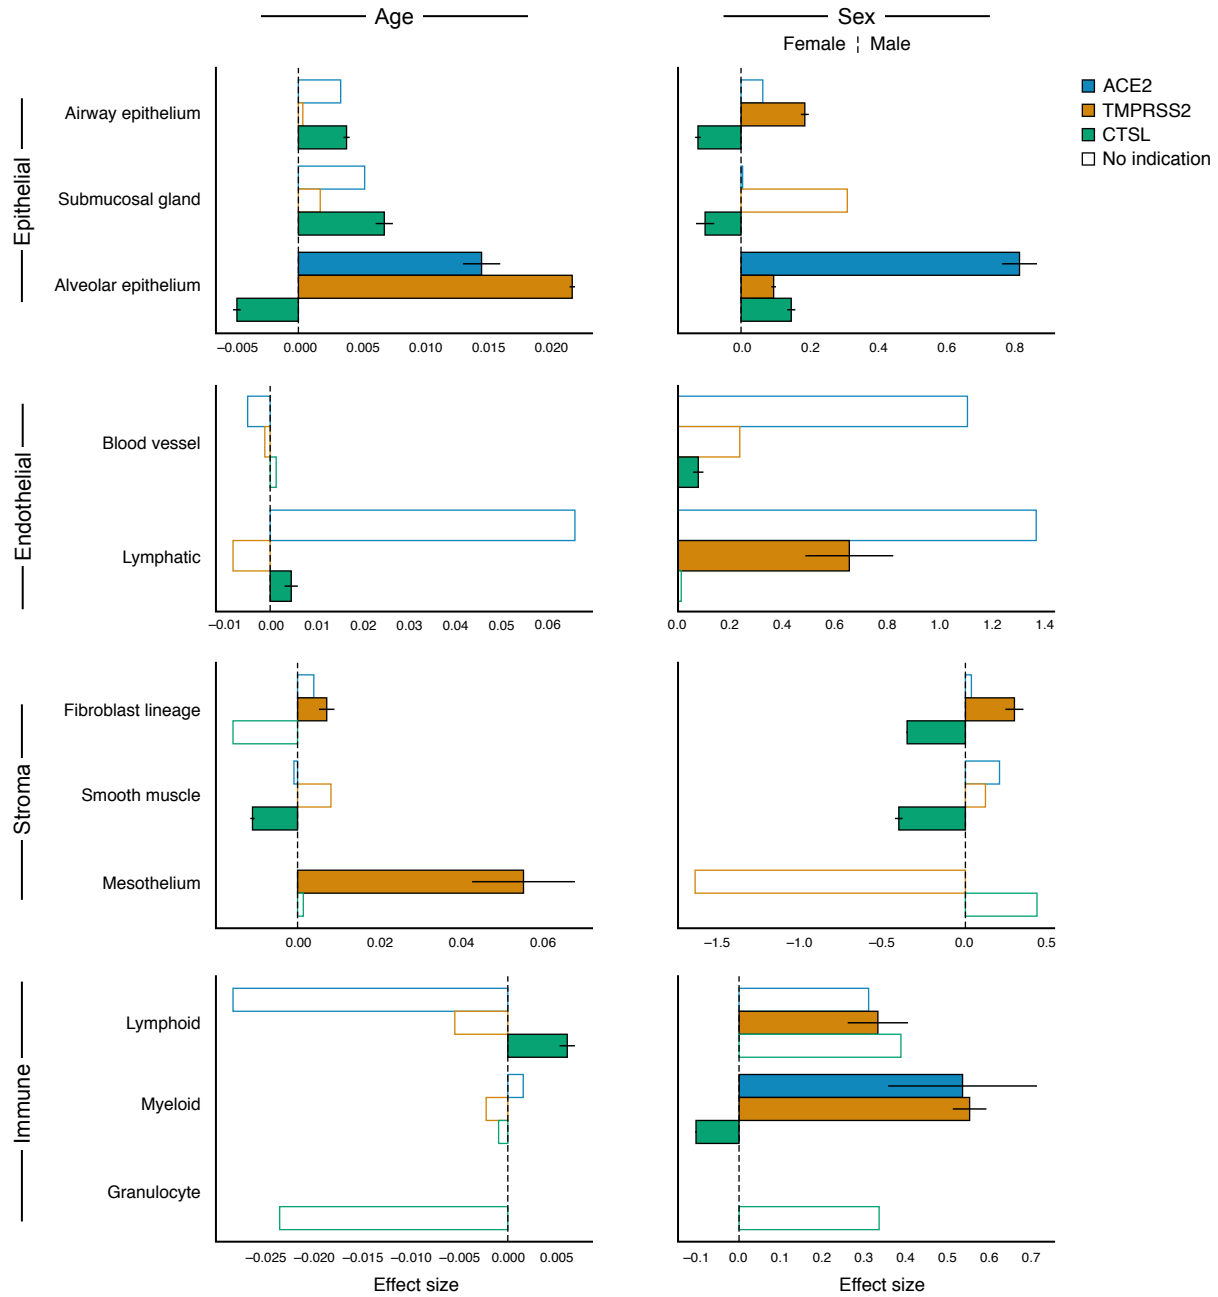 Age
Sex
Female ¦ Male
ACE2
TMPRSS2
CTSL
No indication
Epithelial
Airway epithelium
Submucosal gland
Alveolar epithelium
−0.005 0.000 0.005 0.010 0.015 0.020
0.0 0.2 0.4 0.6 0.8
Endothelial
Blood vessel
Lymphatic
−0.01 0.00 0.01 0.02 0.03 0.04 0.05 0.06
0.0 0.2 0.4 0.6 0.8 1.0 1.2 1.4
Stroma
Fibroblast lineage
Smooth muscle
Mesothelium
0.00 0.02 0.04 0.06
−1.5 −1.0 −0.5 0.0 0.5
Immune
Lymphoid
Myeloid
Granulocyte
−0.025 −0.020 −0.015 −0.010 −0.005 0.000 0.005
−0.1 0.0 0.1 0.2 0.3 0.4 0.5 0.6 0.7
Effect size
Effect size